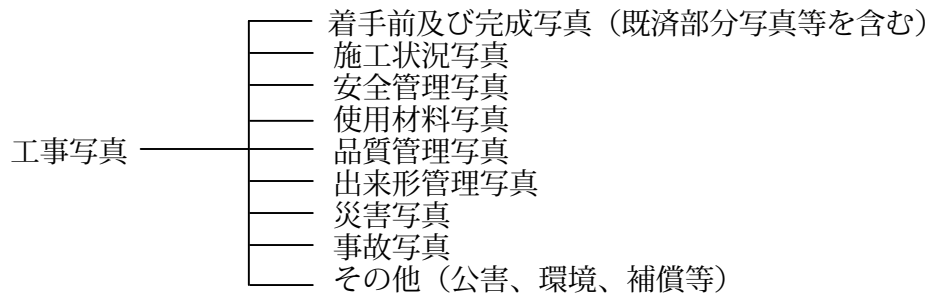 工事写真
着手前及び完成写真（既済部分写真等を含む）
施工状況写真
安全管理写真
使用材料写真
品質管理写真
出来形管理写真
災害写真
事故写真
その他（公害、環境、補償等）